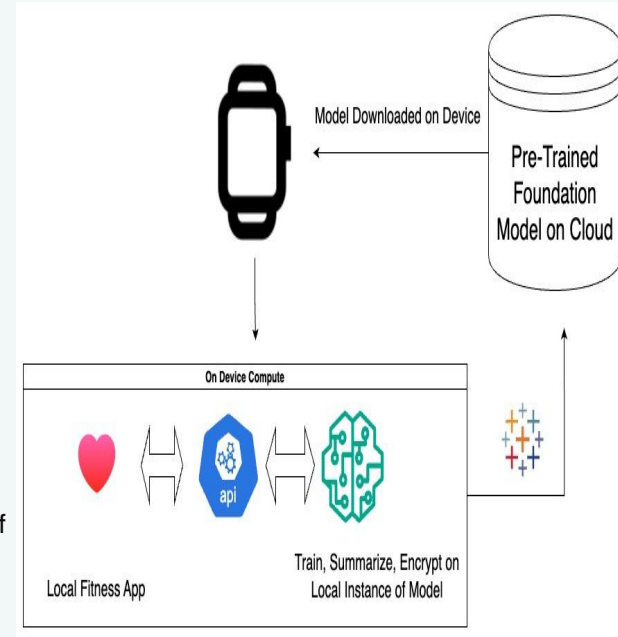 Model Downloaded on Device
Pre-Trained
Foundation
Model on Cloud
On Device Compute
api
f
Local Fitness App
Train, Summarize, Encrypt on
Local Instance of Model